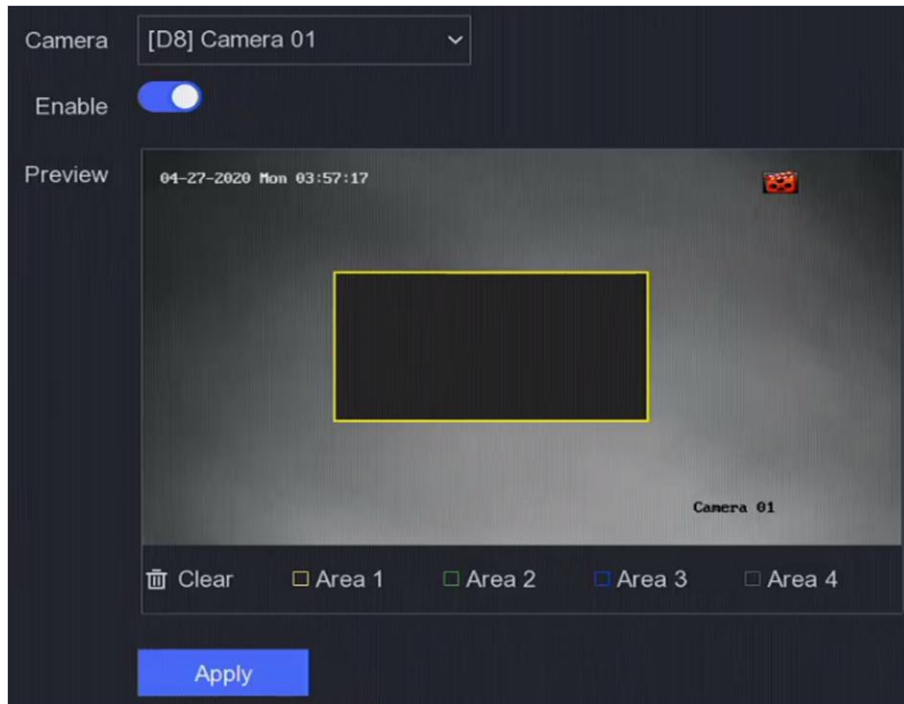 Camera [D8] Camera 01
Enable
Preview
04-27-2020 Mon 03:57:17
Camera 01
Clear Area 1 Area 2 Area 3 Area 4
Apply